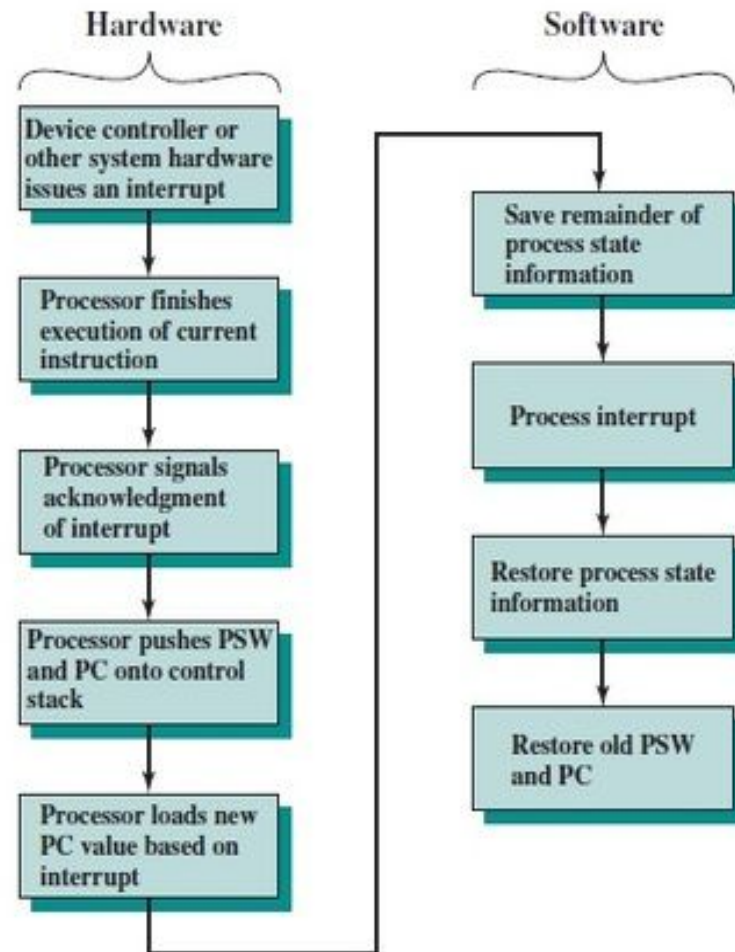 Hardware
Device controller or
other system hardware
issues an interrupt
Processor finishes
execution of current
instruction
Processor signals
acknowledgment
of interrupt
Processor pushes PSW
and PC onto control
stack
Processor loads new
PC value based on
interrupt
Software
Save remainder of
process state
information
Process interrupt
Restore process state
information
Restore old PSW
and PC